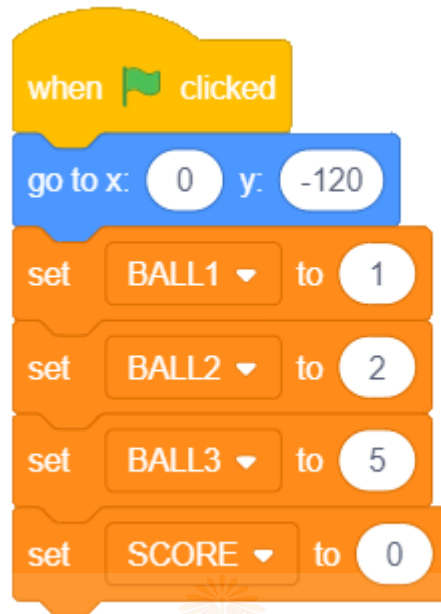 when clicked
go to x: 0 y: -120
set BALL1 to 1
set BALL2 to 2
set BALL3 to 5
set SCORE to 0